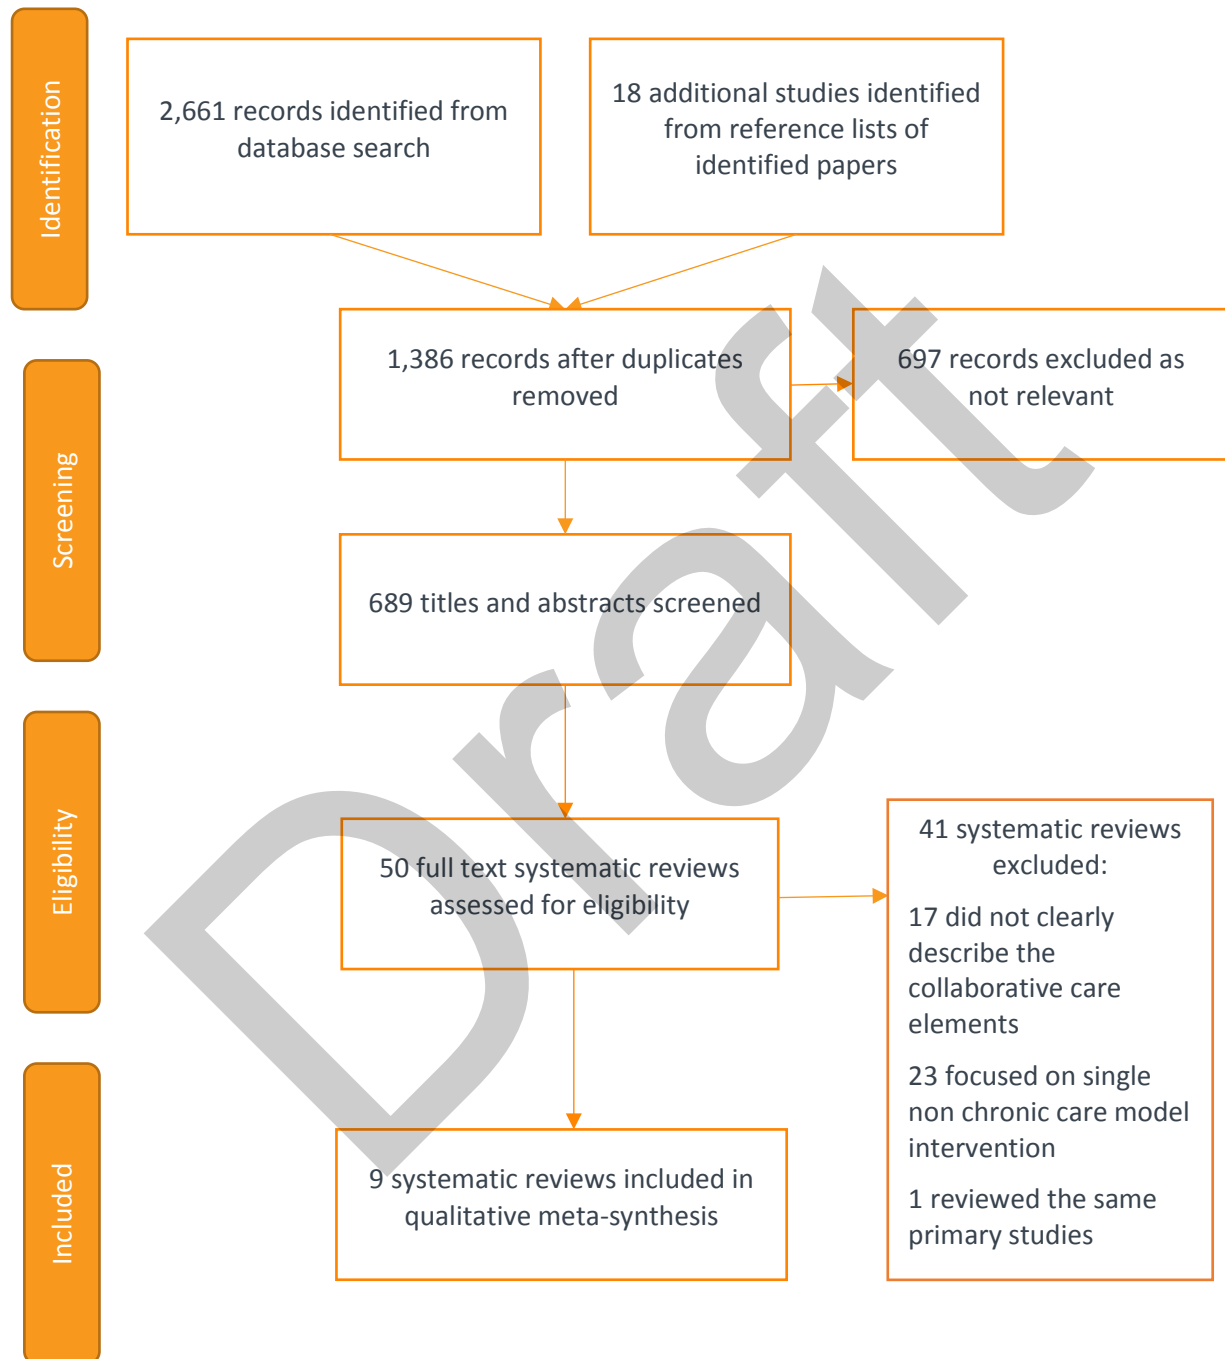 Identification
2,661 records identified from
database search
18 additional studies identified
from reference lists of
identified papers
1,386 records after duplicates
removed
697 records excluded as
not relevant
Screening
689 titles and abstracts screened
Eligibility
50 full text systematic reviews
assessed for eligibility
41 systematic reviews
excluded:
17 did not clearly
describe the
collaborative care
elements
23 focused on single
non chronic care model
intervention
1 reviewed the same
primary studies
Included
9 systematic reviews included in
qualitative meta-synthesis
Draft